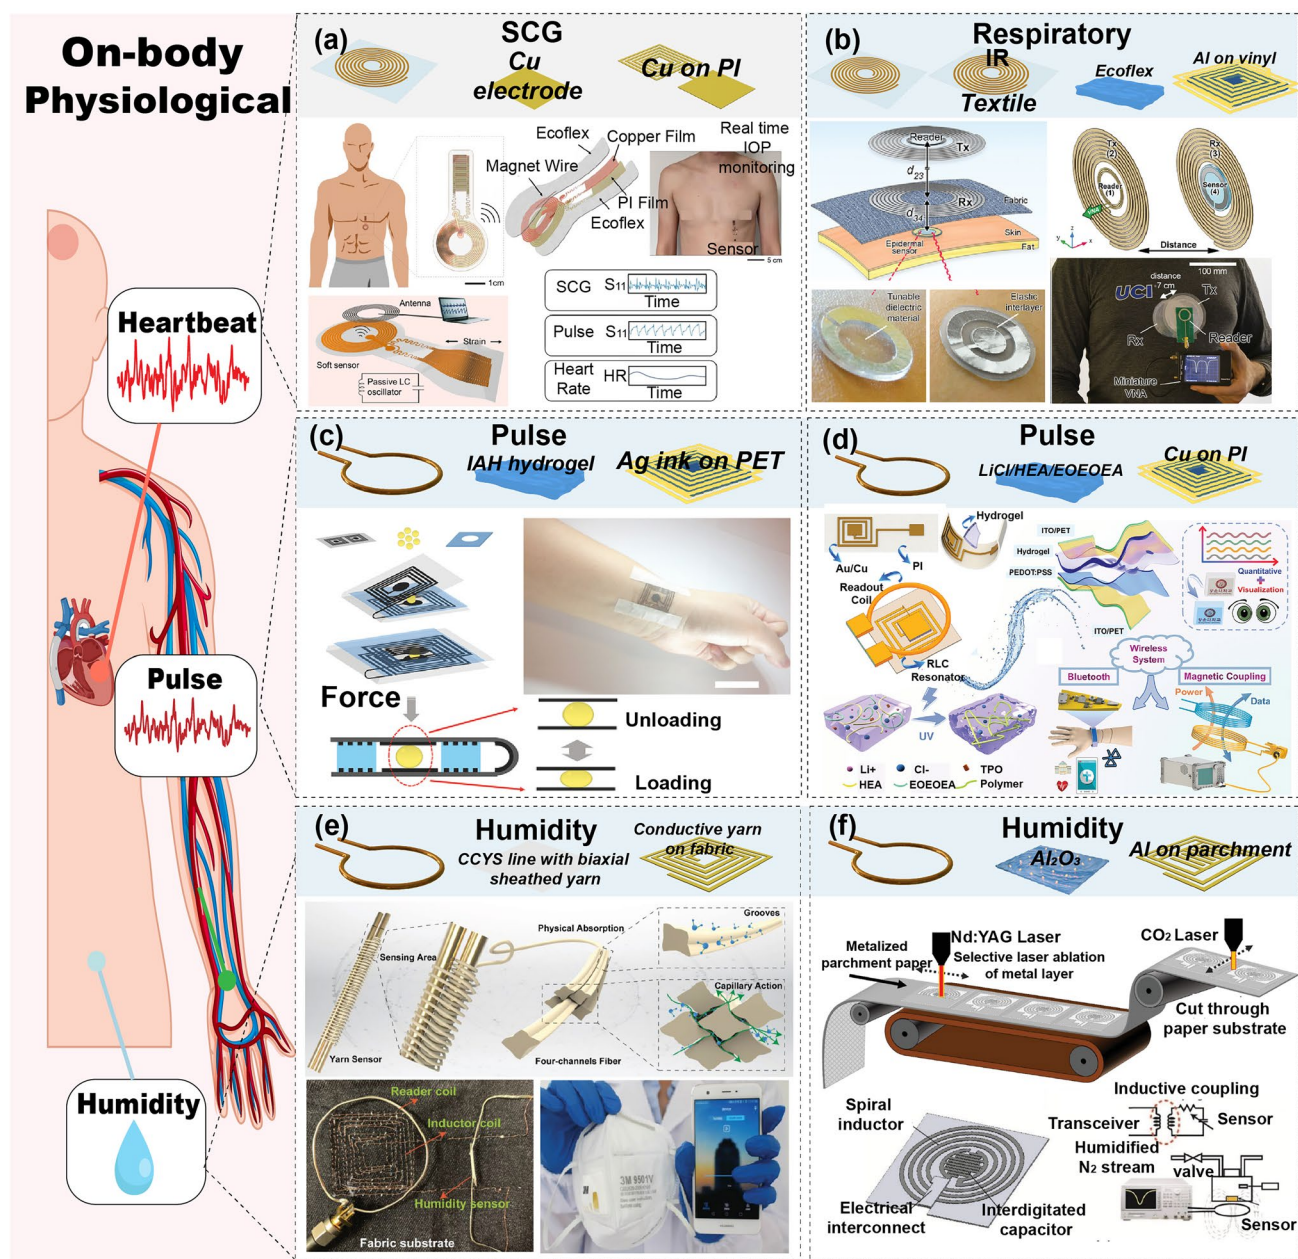 On-body
Physiological
Heartbeat
Pulse
Humidity
(a)
SCG
Cu
electrode
Cu on PI
Ecoflex
Copper Film
Magnet Wire
PI Film
Ecoflex
Real time
IOP
monitoring
Sensor
5 cm
1cm
Antenna
Strain
Soft sensor
Passive LC
oscillator
SCG
S11
Time
Pulse
S11
Time
Heart
Rate
HR
Time
(b)
Respiratory
IR
Textile
Ecoflex
Al on vinyl
Reader
Tx
d23
Rx
Fabric
d34
Skin
Epidermal
sensor
Fat
Tx
(2)
Reader
(1)
VNA
Rx
(3)
Sensor
(4)
y
z
x
Distance
Tunable
dielectric
material
Elastic
interlayer
100 mm
distance
~7 cm
UCI
Tx
Rx
Reader
Miniature
VNA
(c)
Pulse
IAH hydrogel
Ag ink on PET
Force
Unloading
Loading
(d)
Pulse
LiCl/HEA/EOEOEA
Cu on PI
Hydrogel
Au/Cu
PI
Readout
Coil
RLC
Resonator
UV
Li+
Cl-
TPO
HEA
EOEOEA
Polymer
ITO/PET
Hydrogel
PEDOT:PSS
ITO/PET
Quantitative
+
Visualization
Wireless
System
Bluetooth
Magnetic Coupling
Power
Data
(e)
Humidity
CCYS line with biaxial
sheathed yarn
Conductive yarn
on fabric
Sensing Area
Yarn Sensor
Physical Absorption
Four-channels Fiber
Grooves
Capillary Action
Reader coil
Inductor coil
Humidity sensor
Fabric substrate
3M 9501V
(f)
Humidity
Al₂O₃
Al on parchment
Metalized
parchment paper
Nd:YAG Laser
Selective laser ablation
of metal layer
CO₂ Laser
Cut through
paper substrate
Spiral
inductor
Electrical
interconnect
Interdigitated
capacitor
Inductive coupling
Transceiver
Sensor
Humidified
N₂ stream
valve
Sensor